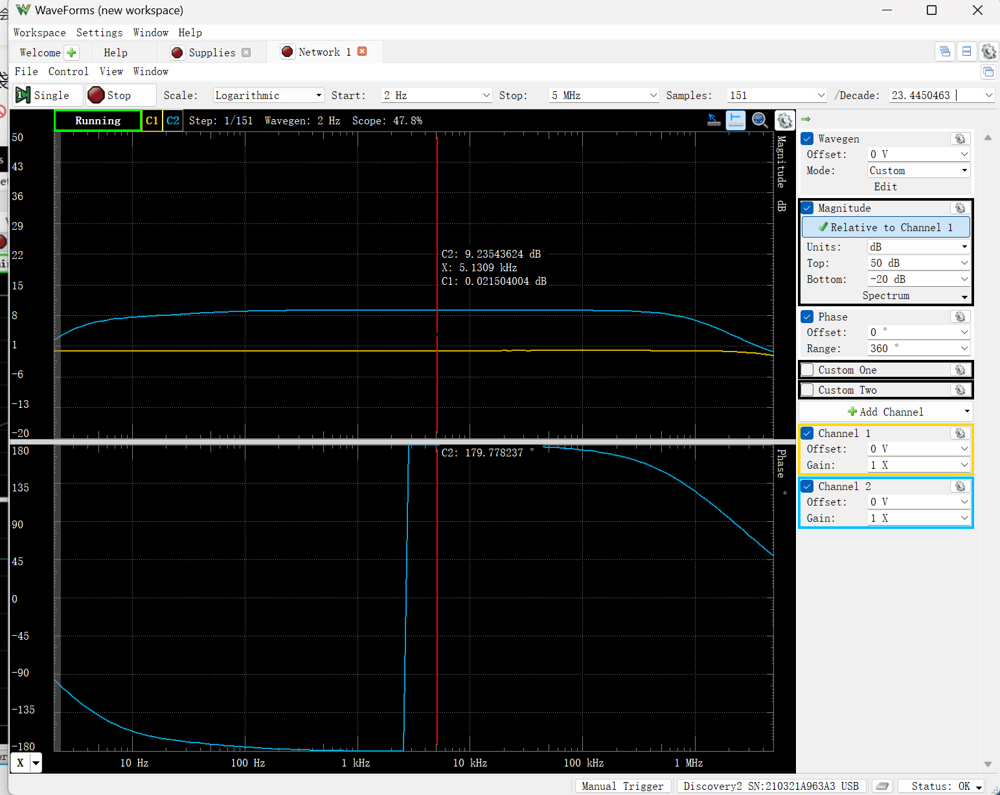 WaveForms (new workspace)
Workspace Settings Window Help
Welcome Help Supplies Network 1
File Control View Window
Single Stop Scale: Logarithmic Start: 2 Hz Stop: 5 MHz Samples: 151 /Decade: 23.4450463
Running C1 C2 Step: 1/151 Wavegen: 2 Hz Scope: 47.8%
50
43
36
29
22
15
8
1
-6
-13
-20
Magnitude dB
C2: 9.23543624 dB
X: 5.1309 kHz
C1: 0.021504004 dB
180
135
90
45
0
-45
-90
-135
-180
Phase °
C2: 179.778237 °
X 10 Hz 100 Hz 1 kHz 10 kHz 100 kHz 1 MHz
Wavegen
Offset: 0 V
Mode: Custom
Edit
Magnitude
Relative to Channel 1
Units: dB
Top: 50 dB
Bottom: -20 dB
Spectrum
Phase
Offset: 0 °
Range: 360 °
Custom One
Custom Two
Add Channel
Channel 1
Offset: 0 V
Gain: 1 X
Channel 2
Offset: 0 V
Gain: 1 X
Manual Trigger Discovery2 SN:210321A963A3 USB Status: OK